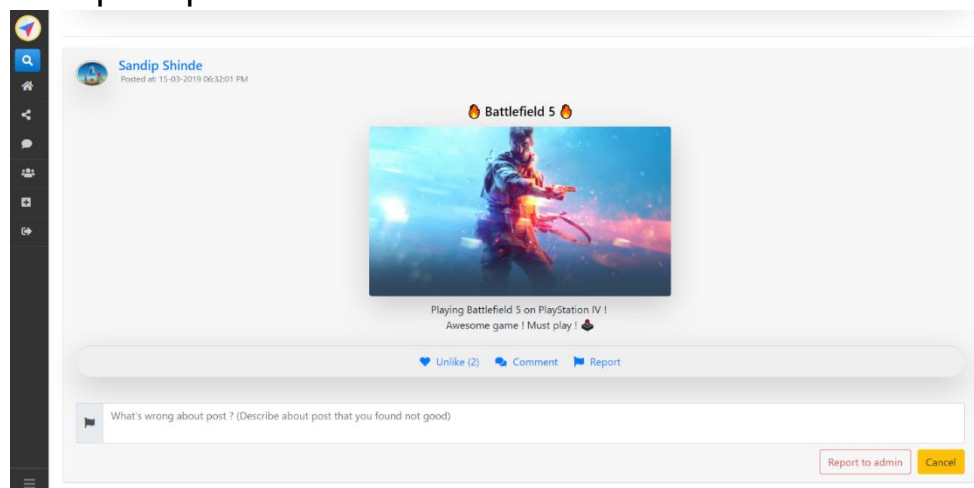 Sandip Shinde
Posted at: 15-03-2019 06:32:01 PM
🔥 Battlefield 5 🔥
Playing Battlefield 5 on PlayStation IV !
Awesome game ! Must play ! 🕹
Unlike (2) Comment Report
What's wrong about post ? (Describe about post that you found not good)
Report to admin Cancel